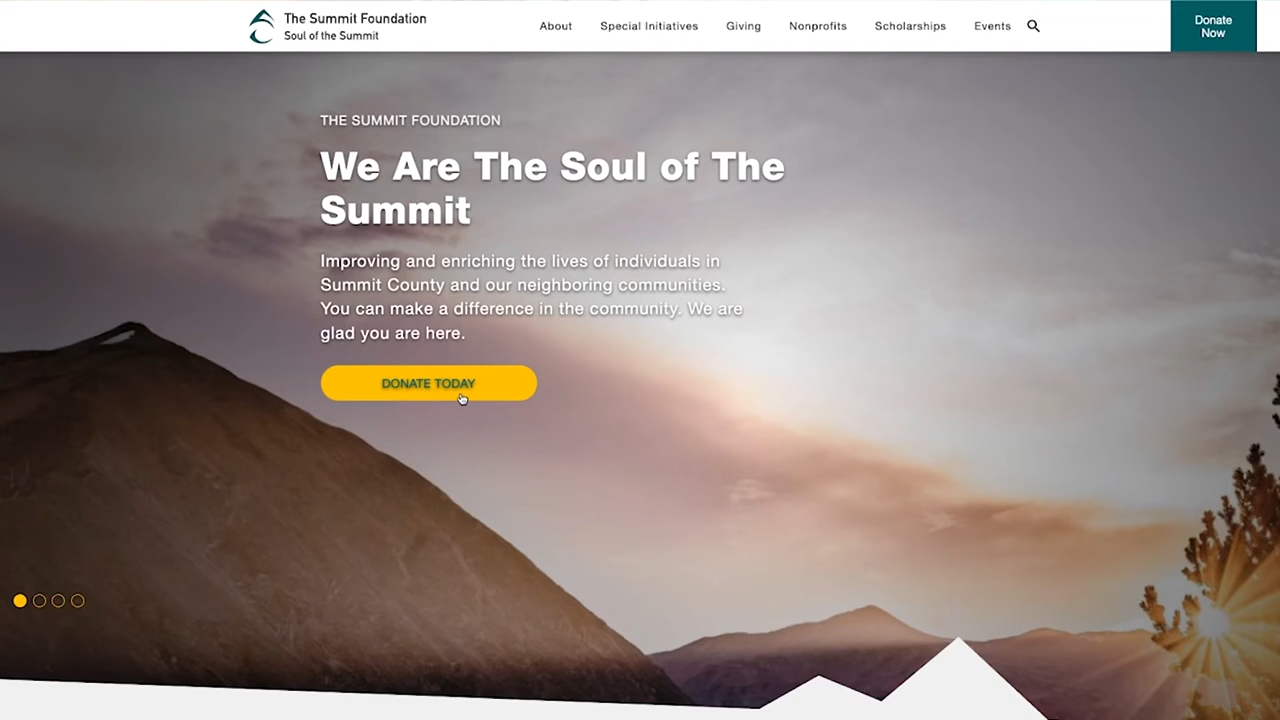 The Summit Foundation
Soul of the Summit
About
Special Initiatives
Giving
Nonprofits
Scholarships
Events
Donate
Now
THE SUMMIT FOUNDATION
We Are The Soul of The
Summit
Improving and enriching the lives of individuals in
Summit County and our neighboring communities.
You can make a difference in the community. We are
glad you are here.
DONATE TODAY